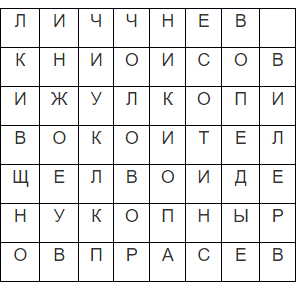 Л И Ч Ч Н Е В
К Н И О И С О В
И Ж У Л К О П И
В О К О И Т Е Л
Щ Е Л В О И Д Е
Н У К О П Н Ы Р
О В П Р А С Е В